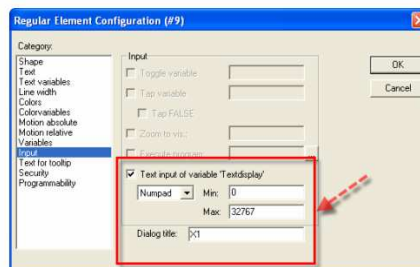 Regular Element Configuration (#9)
Category:
Shape
Text
Text variables
Line width
Colors
Colorvariables
Motion absolute
Motion relative
Variables
Input
Text for tooltip
Security
Programmability
Input
Toggle variable
Tap variable
Tap FALSE
Zoom to vis.:
Execute program:
...
Text input of variable 'Textdisplay'
Numpad
Min: 0
Max: 32767
Dialog title: X1
OK
Cancel